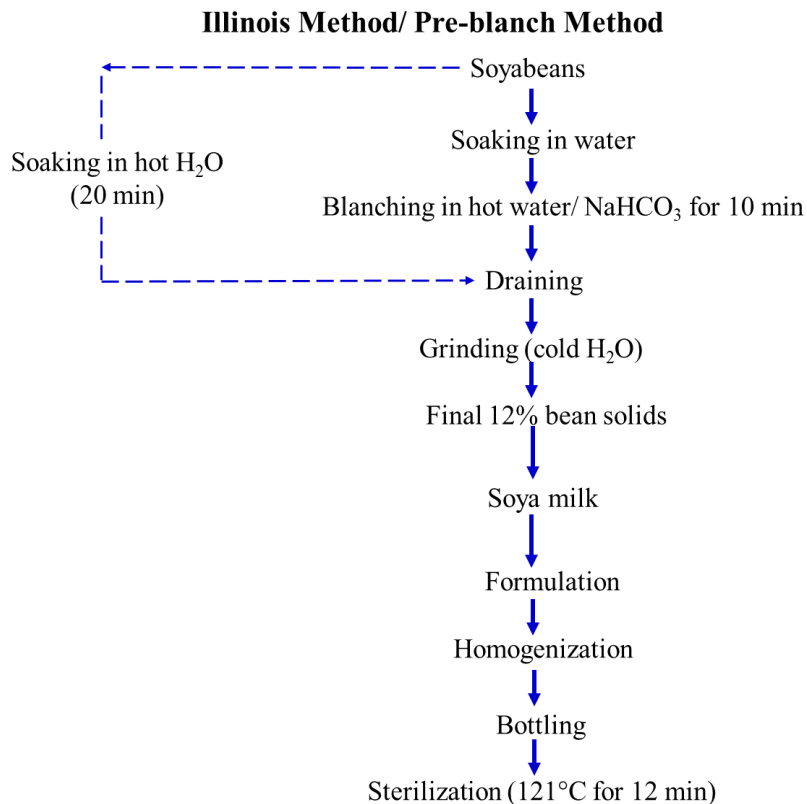 Illinois Method/ Pre-blanch Method
Soyabeans
Soaking in water
Soaking in hot H₂O
(20 min)
Blanching in hot water/ NaHCO₃ for 10 min
Draining
Grinding (cold H₂O)
Final 12% bean solids
Soya milk
Formulation
Homogenization
Bottling
Sterilization (121°C for 12 min)